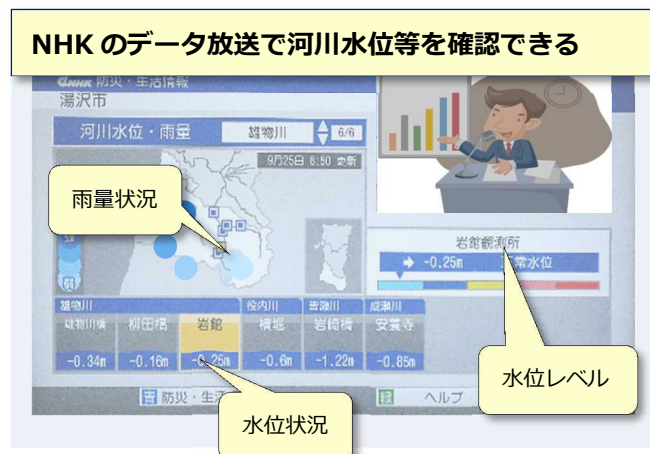 NHK のデータ放送で河川水位等を確認できる
NHK 防災・生活情報
湯沢市
河川水位・雨量 雄物川 6/6
9月25日 8:50 更新
雨量状況
岩館観測所
-0.25m 常水位
雄物川 役内川 皆瀬川 成瀬川
雄物川橋 柳田橋 岩館 横堀 岩崎橋 安養寺
-0.34m -0.16m -0.25m -0.6m -1.22m -0.85m
水位レベル
青 防災・生活 緑 ヘルプ
水位状況